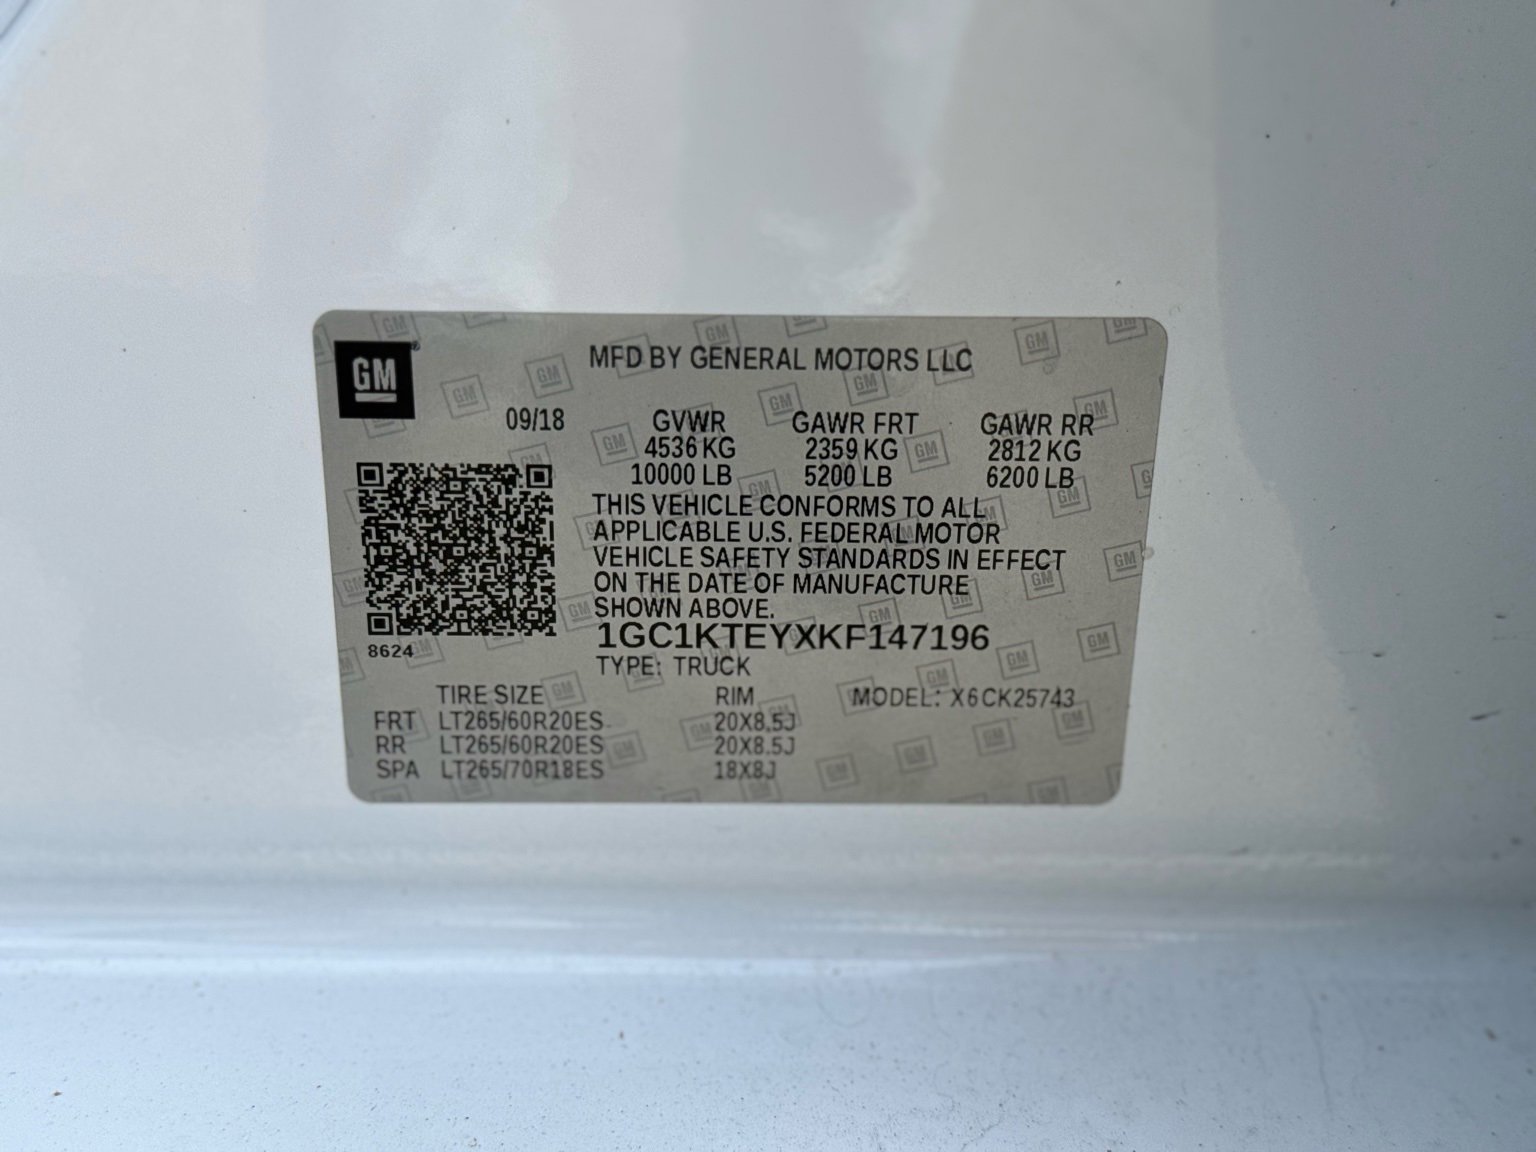 GM
MFD BY GENERAL MOTORS LLC
09/18 GVWR GAWR FRT GAWR RR
4536 KG 2359 KG 2812 KG
10000 LB 5200 LB 6200 LB
THIS VEHICLE CONFORMS TO ALL
APPLICABLE U.S. FEDERAL MOTOR
VEHICLE SAFETY STANDARDS IN EFFECT
ON THE DATE OF MANUFACTURE
SHOWN ABOVE.
1GC1KTEYXKF147196
8624
TYPE: TRUCK
TIRE SIZE RIM MODEL: X6CK25743
FRT LT265/60R20ES 20X8.5J
RR LT265/60R20ES 20X8.5J
SPA LT265/70R18ES 18X8J